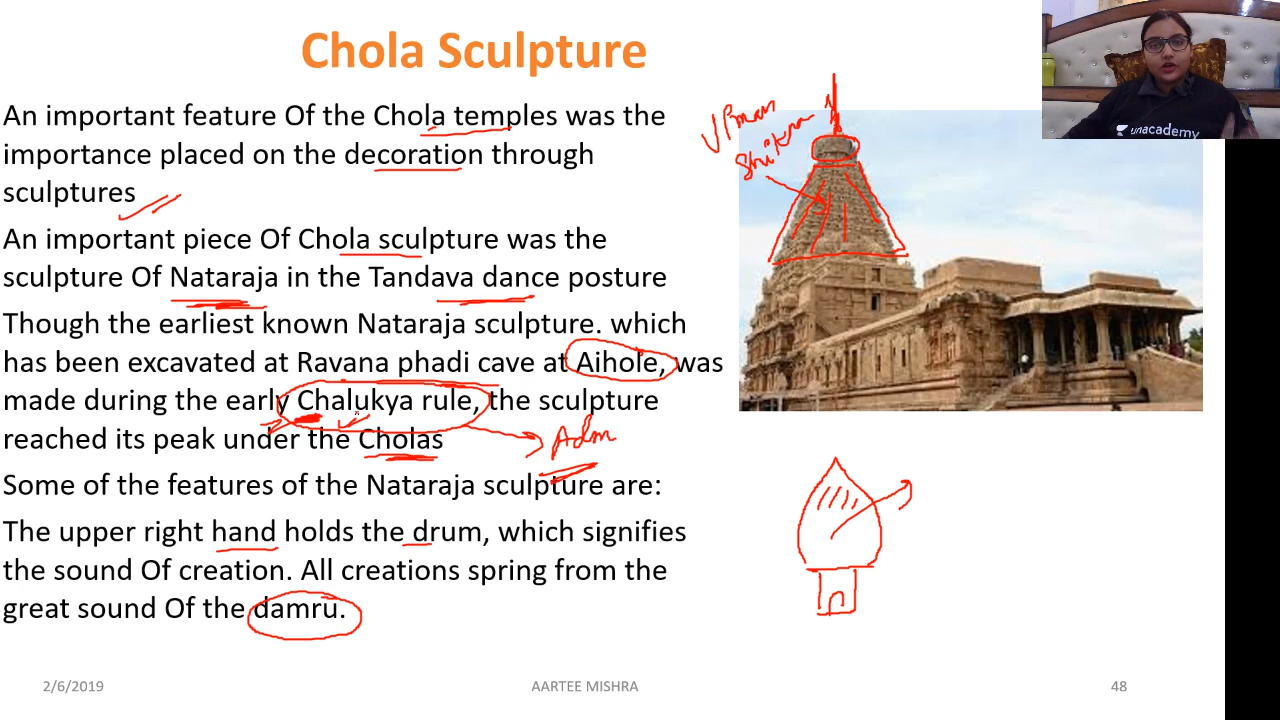 Chola Sculpture
An important feature Of the Chola temples was the
importance placed on the decoration through
sculptures
An important piece Of Chola sculpture was the
sculpture Of Nataraja in the Tandava dance posture
Though the earliest known Nataraja sculpture. which
has been excavated at Ravana phadi cave at Aihole, was
made during the early Chalukya rule, the sculpture
reached its peak under the Cholas
Adm
Some of the features of the Nataraja sculpture are:
The upper right hand holds the drum, which signifies
the sound Of creation. All creations spring from the
great sound Of the damru.
unacademy
2/6/2019
AARTEE MISHRA
48